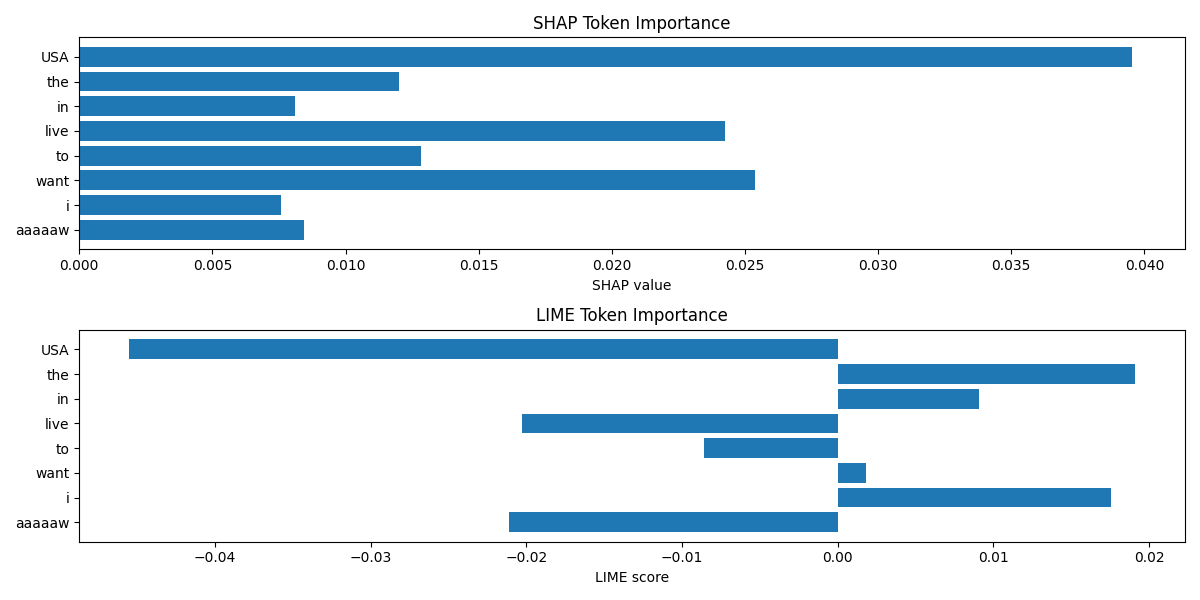 SHAP Token Importance
USA
the
in
live
to
want
i
aaaaaw
0.000 0.005 0.010 0.015 0.020 0.025 0.030 0.035 0.040
SHAP value
LIME Token Importance
USA
the
in
live
to
want
i
aaaaaw
−0.04 −0.03 −0.02 −0.01 0.00 0.01 0.02
LIME score